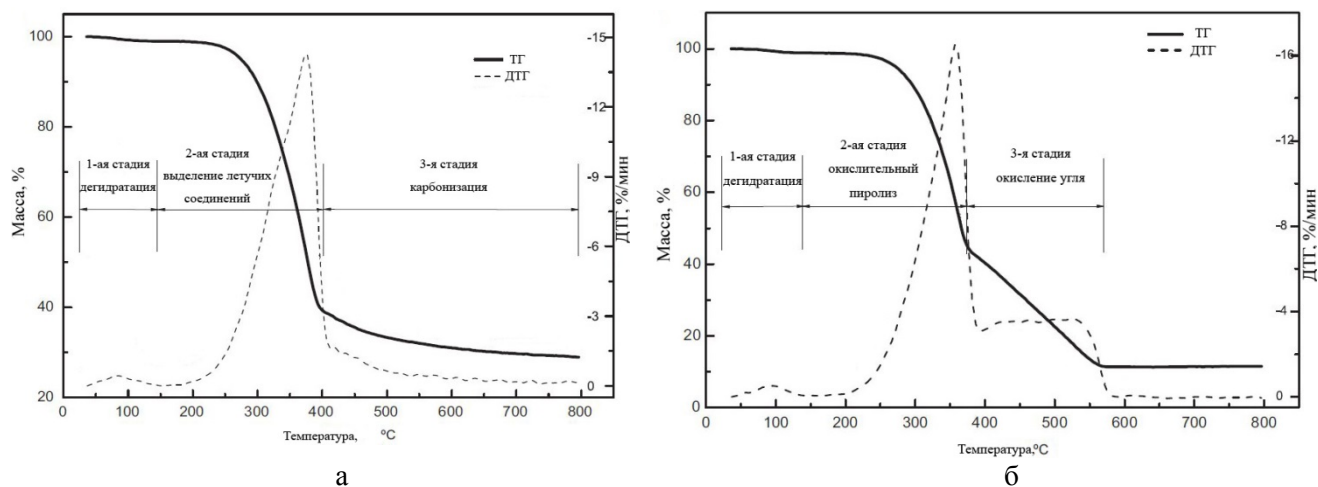 100
80
60
40
20
Масса, %
0
100
200
300
400
500
600
700
800
Температура, ºС
-15
-14
-9
-7
-3
0
ДТГ, %/мин
ТГ
ДТГ
1-ая стадия
дегидратация
2-ая стадия
выделение летучих
соединений
3-я стадия
карбонизация
а
100
80
60
40
20
0
Масса, %
0
100
200
300
400
500
600
700
800
Температура,ºС
-16
-12
-8
-4
0
ДТГ, %/мин
ТГ
ДТГ
1-ая стадия
дегидратация
2-ая стадия
окислительный
пиролиз
3-я стадия
окисление угля
б